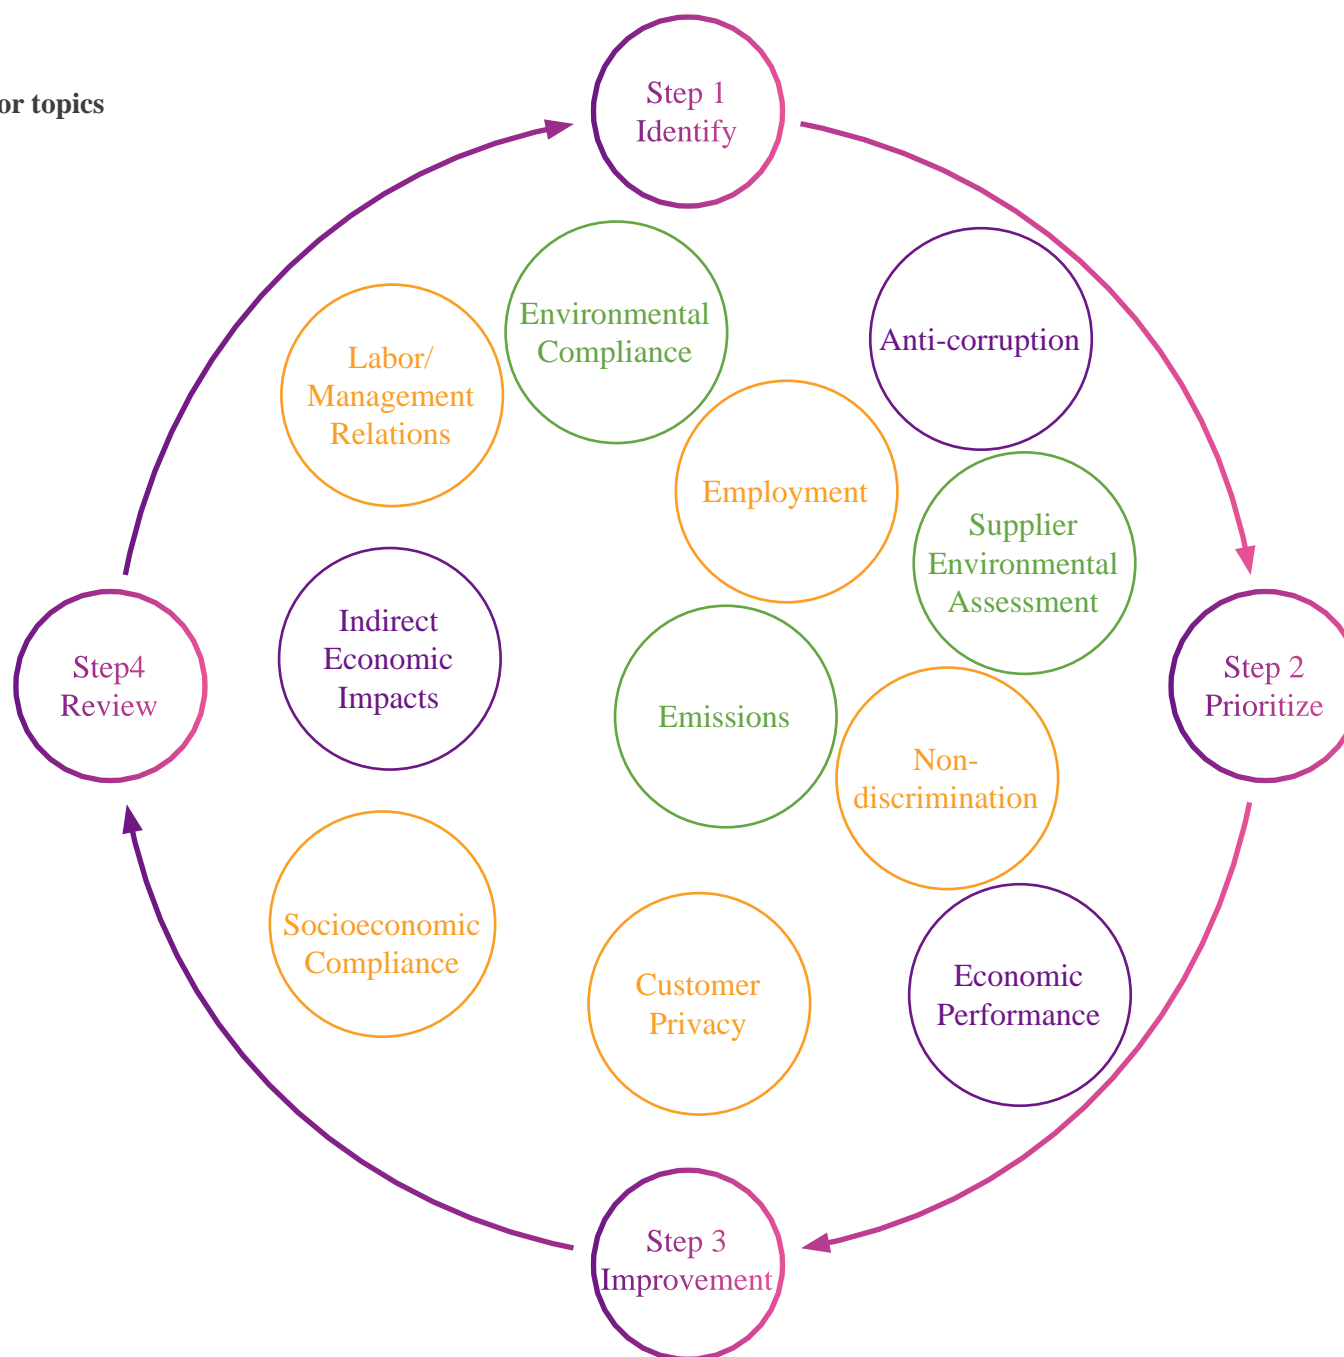 or topics
Step 1
Identify
Environmental
Compliance
Anti-corruption
Labor/
Management
Relations
Employment
Supplier
Environmental
Assessment
Indirect
Economic
Impacts
Step4
Review
Step 2
Prioritize
Emissions
Non-
discrimination
Socioeconomic
Compliance
Customer
Privacy
Economic
Performance
Step 3
Improvement